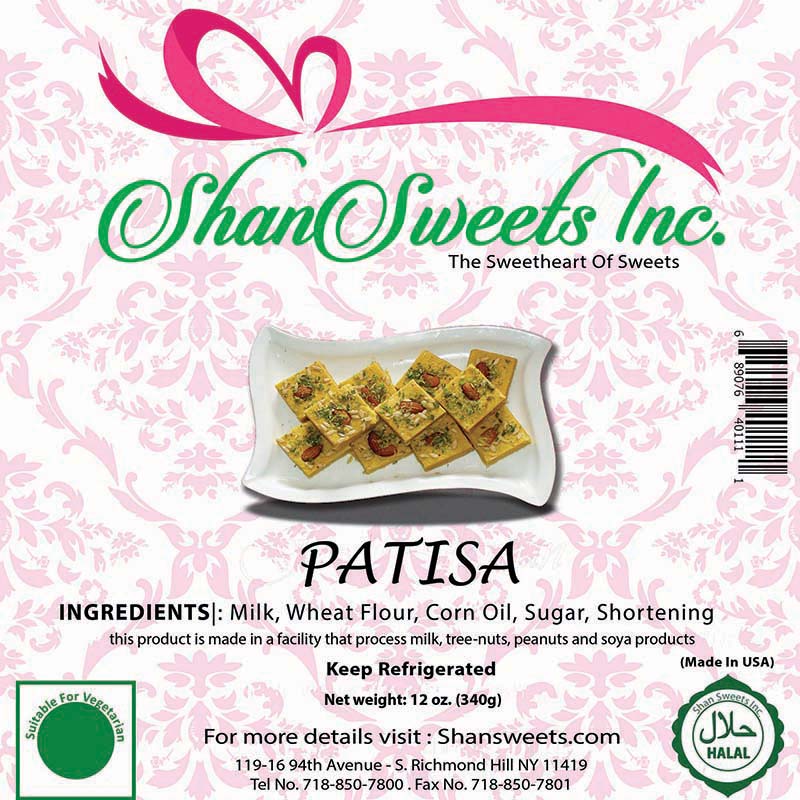 ShanSweets Inc.
The Sweetheart Of Sweets
6 89076 40111 1
PATISA
INGREDIENTS|: Milk, Wheat Flour, Corn Oil, Sugar, Shortening
this product is made in a facility that process milk, tree-nuts, peanuts and soya products
Keep Refrigerated
(Made In USA)
Net weight: 12 oz. (340g)
Suitable For Vegetarian
For more details visit : Shansweets.com
119-16 94th Avenue - S. Richmond Hill NY 11419
Tel No. 718-850-7800 . Fax No. 718-850-7801
Shan Sweets Inc.
حلال
HALAL